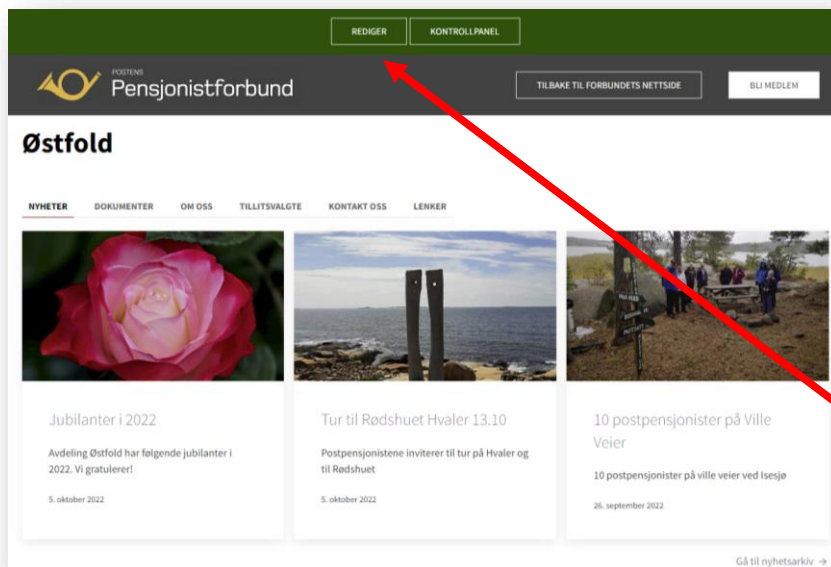 REDIGER KONTROLLPANEL
POSTENS
Pensjonistforbund
TILBAKE TIL FORBUNDETS NETTSIDE BLI MEDLEM
Østfold
NYHETER DOKUMENTER OM OSS TILLITSVALGTE KONTAKT OSS LENKER
Jubilanter i 2022
Avdeling Østfold har følgende jubilanter i
2022. Vi gratulerer!
5. oktober 2022
Tur til Rødshuet Hvaler 13.10
Postpensjonistene inviterer til tur på Hvaler og
til Rødshuet
5. oktober 2022
10 postpensjonister på Ville
Veier
10 postpensjonister på ville veier ved Isesjø
26. september 2022
Gå til nyhetsarkiv →